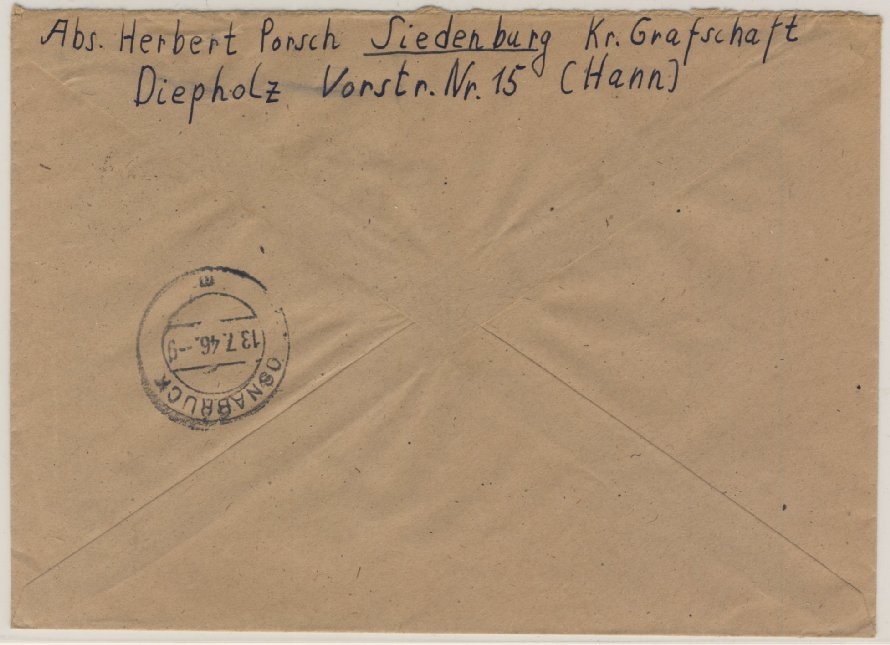 Abs. Herbert Porsch Siedenburg Kr. Grafschaft
Diepholz Vorstr. Nr. 15 (Hann)
OSNABRÜCK
13.7.46.-9
m